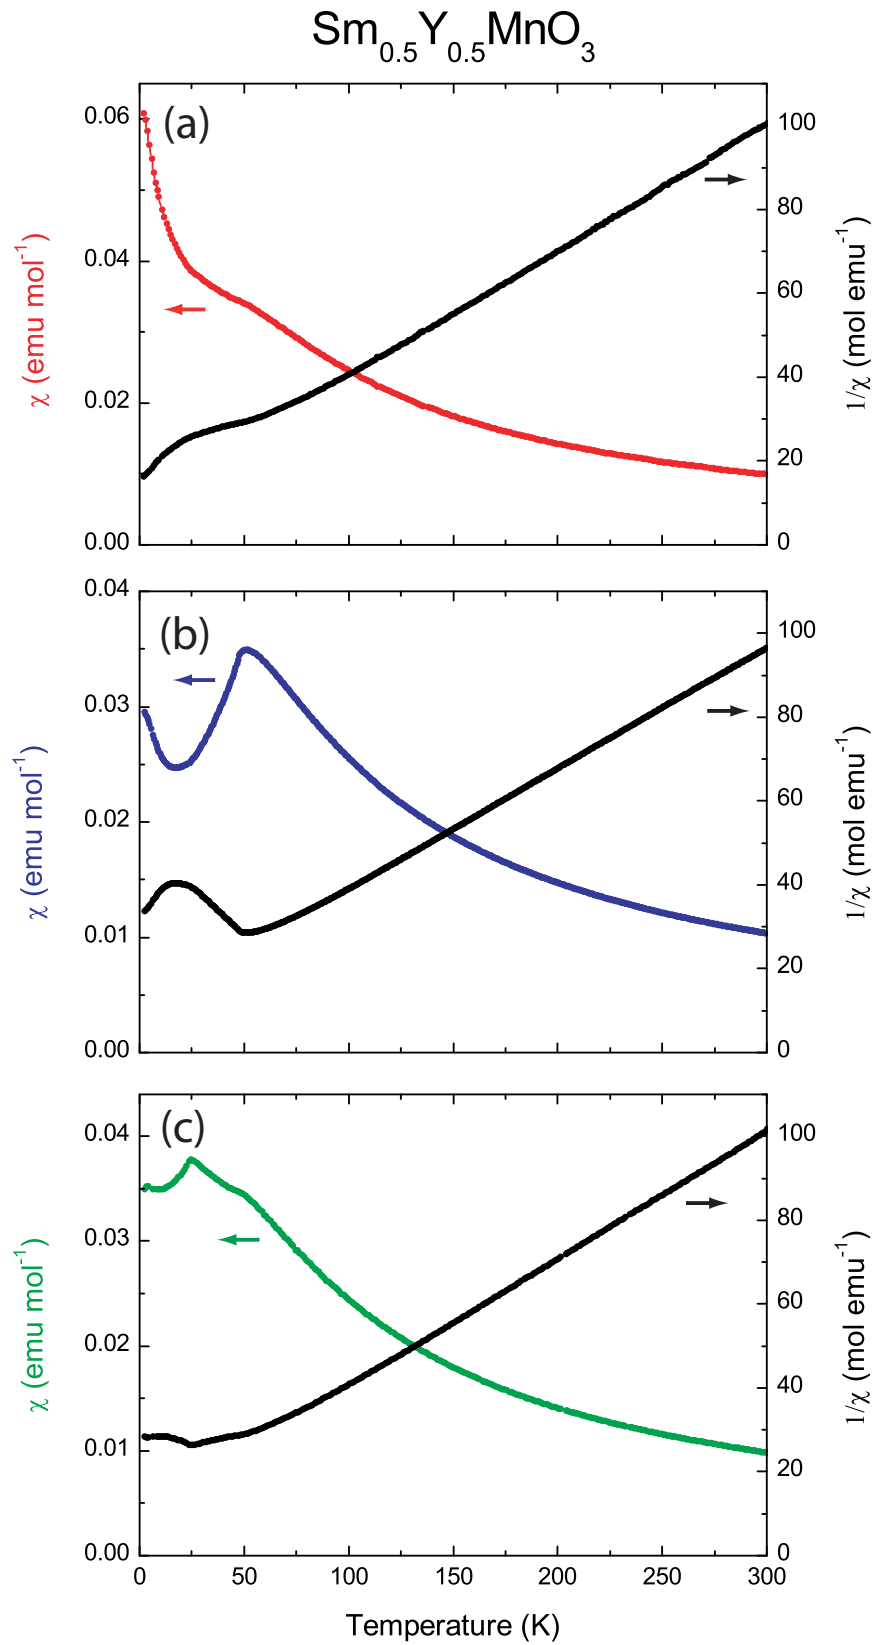 Sm0.5Y0.5MnO3
(a)
χ (emu mol-1)
0.06
0.04
0.02
0.00
1/χ (mol emu-1)
100
80
60
40
20
0
(b)
χ (emu mol-1)
0.04
0.03
0.02
0.01
0.00
1/χ (mol emu-1)
100
80
60
40
20
0
(c)
χ (emu mol-1)
0.04
0.03
0.02
0.01
0.00
1/χ (mol emu-1)
100
80
60
40
20
0
0 50 100 150 200 250 300
Temperature (K)